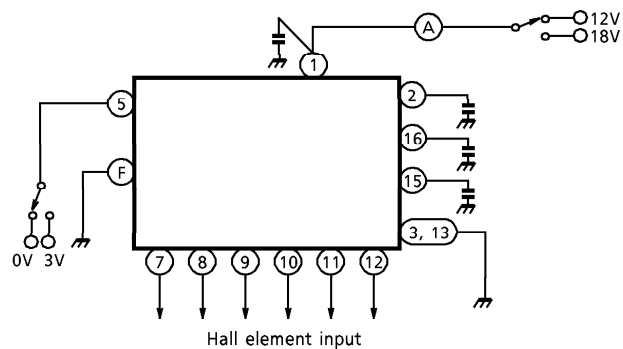 A
12V
18V
1
5
2
16
F
15
3, 13
0V 3V
7 8 9 10 11 12
Hall element input